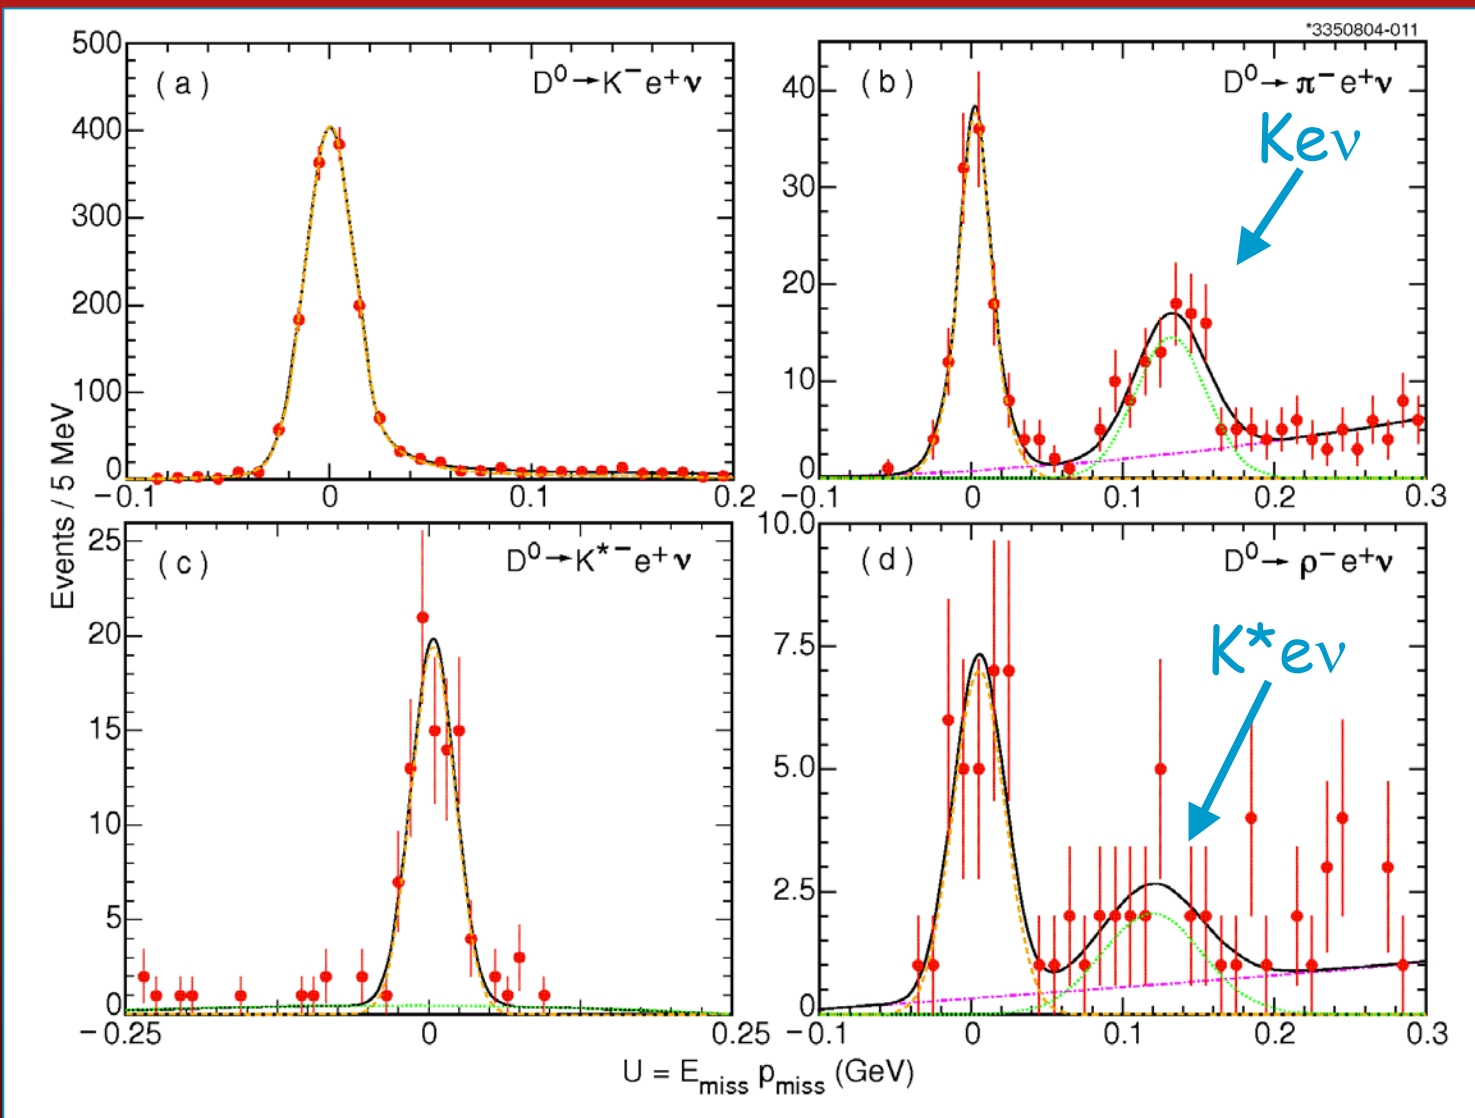 *3350804-011
500
400
300
200
100
0
−0.1 0 0.1 0.2
( a )
D⁰→K⁻e⁺ν
40
30
20
10
0
−0.1 0 0.1 0.2 0.3
( b )
D⁰→π⁻e⁺ν
Keν
Events / 5 MeV
25
20
15
10
5
0
−0.25 0 0.25
( c )
D⁰→K*⁻e⁺ν
10.0
7.5
5.0
2.5
0
−0.1 0 0.1 0.2 0.3
( d )
D⁰→ρ⁻e⁺ν
K*eν
U = E_miss p_miss (GeV)